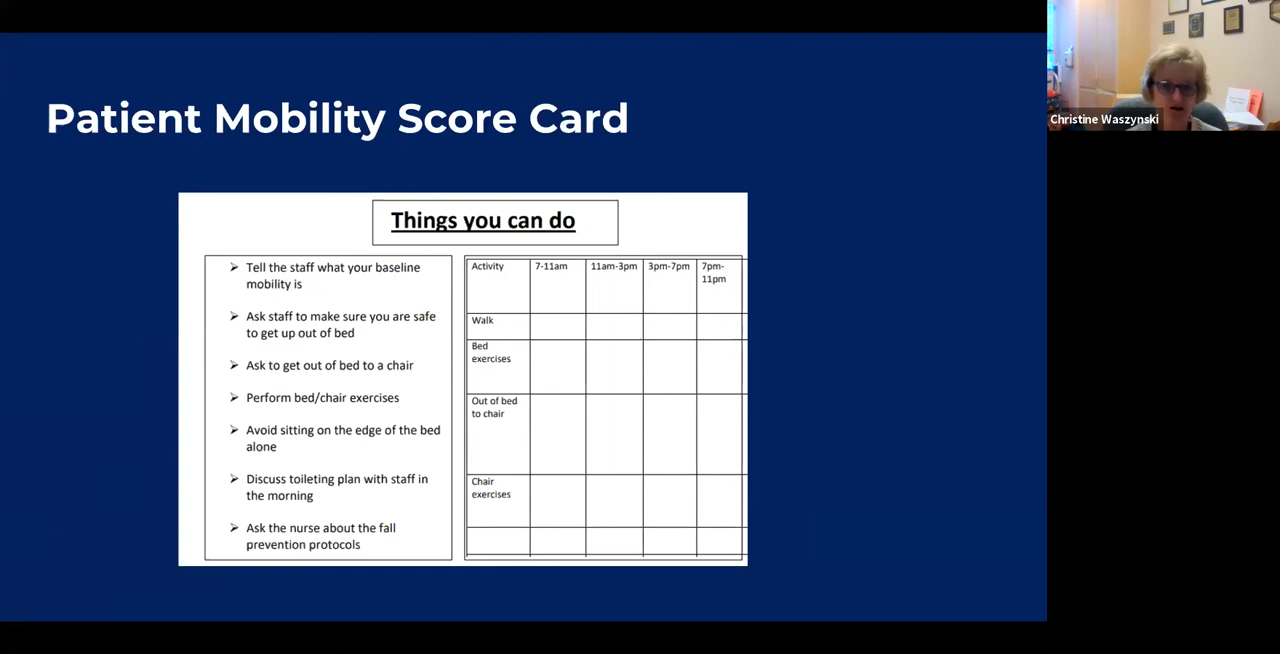 Patient Mobility Score Card
Christine Waszynski
Things you can do
Tell the staff what your baseline
mobility is
Ask staff to make sure you are safe
to get up out of bed
Ask to get out of bed to a chair
Perform bed/chair exercises
Avoid sitting on the edge of the bed
alone
Discuss toileting plan with staff in
the morning
Ask the nurse about the fall
prevention protocols
Activity 7-11am 11am-3pm 3pm-7pm 7pm-
11pm
Walk
Bed
exercises
Out of bed
to chair
Chair
exercises